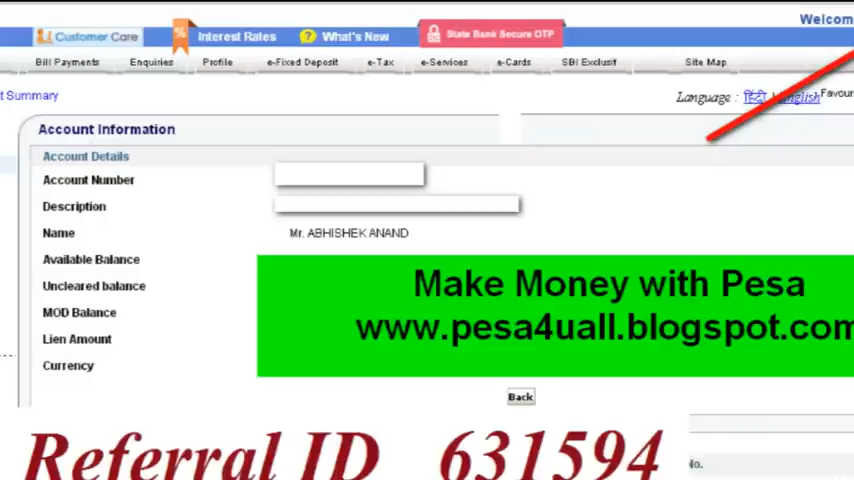 Welcom
Customer Care
% Interest Rates
? What's New
State Bank Secure OTP
Bill Payments Enquiries Profile e-Fixed Deposit e-Tax e-Services e-Cards SBI Exclusif Site Map
t Summary
Language : हिंदी English Favour
Account Information
Account Details
Account Number
Description
Name Mr. ABHISHEK ANAND
Available Balance
Uncleared balance
MOD Balance
Lien Amount
Currency
Make Money with Pesa
www.pesa4uall.blogspot.com
Back
Referral ID 631594
No.